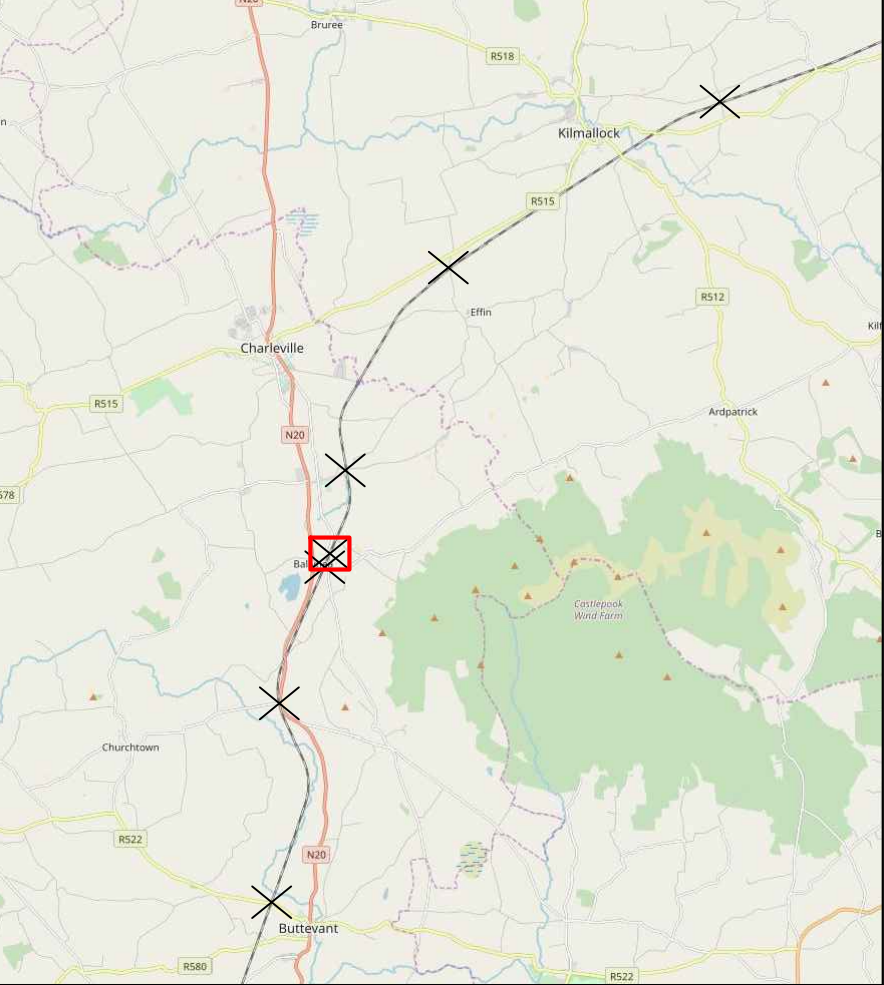 N20
Bruree
R518
Kilmallock
R515
R512
Effin
Charleville
R515
Ardpatrick
N20
Castlepook
Wind Farm
Churchtown
R522
N20
Buttevant
R580
R522